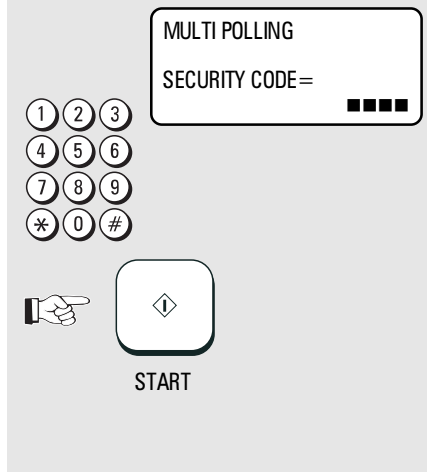 MULTI POLLING
SECURITY CODE=
■■■■
1 2 3
4 5 6
7 8 9
* 0 #
START